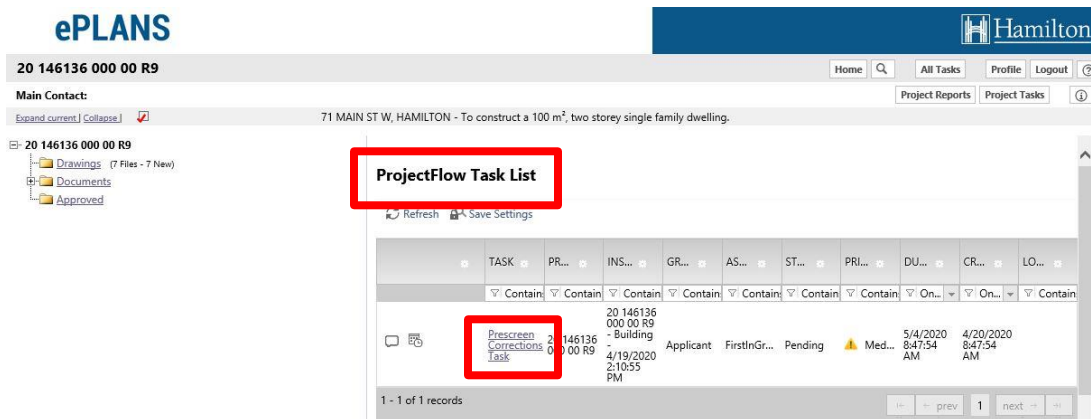 ePLANS
Hamilton
20 146136 000 00 R9
Home All Tasks Profile Logout
Main Contact:
Project Reports Project Tasks
Expand current | Collapse |
71 MAIN ST W, HAMILTON - To construct a 100 m², two storey single family dwelling.
20 146136 000 00 R9
Drawings (7 Files - 7 New)
Documents
Approved
ProjectFlow Task List
Refresh Save Settings
TASK PR... INS... GR... AS... ST... PRI... DU... CR... LO...
Contain Contain Contain Contain Contain Contain Contain On... On... Contain
Prescreen
Corrections
Task
20 146136
000 00 R9
20 146136
000 00 R9
- Building
-
4/19/2020
2:10:55
PM
Applicant
FirstInGr...
Pending
Med...
5/4/2020
8:47:54
AM
4/20/2020
8:47:54
AM
1 - 1 of 1 records
prev 1 next